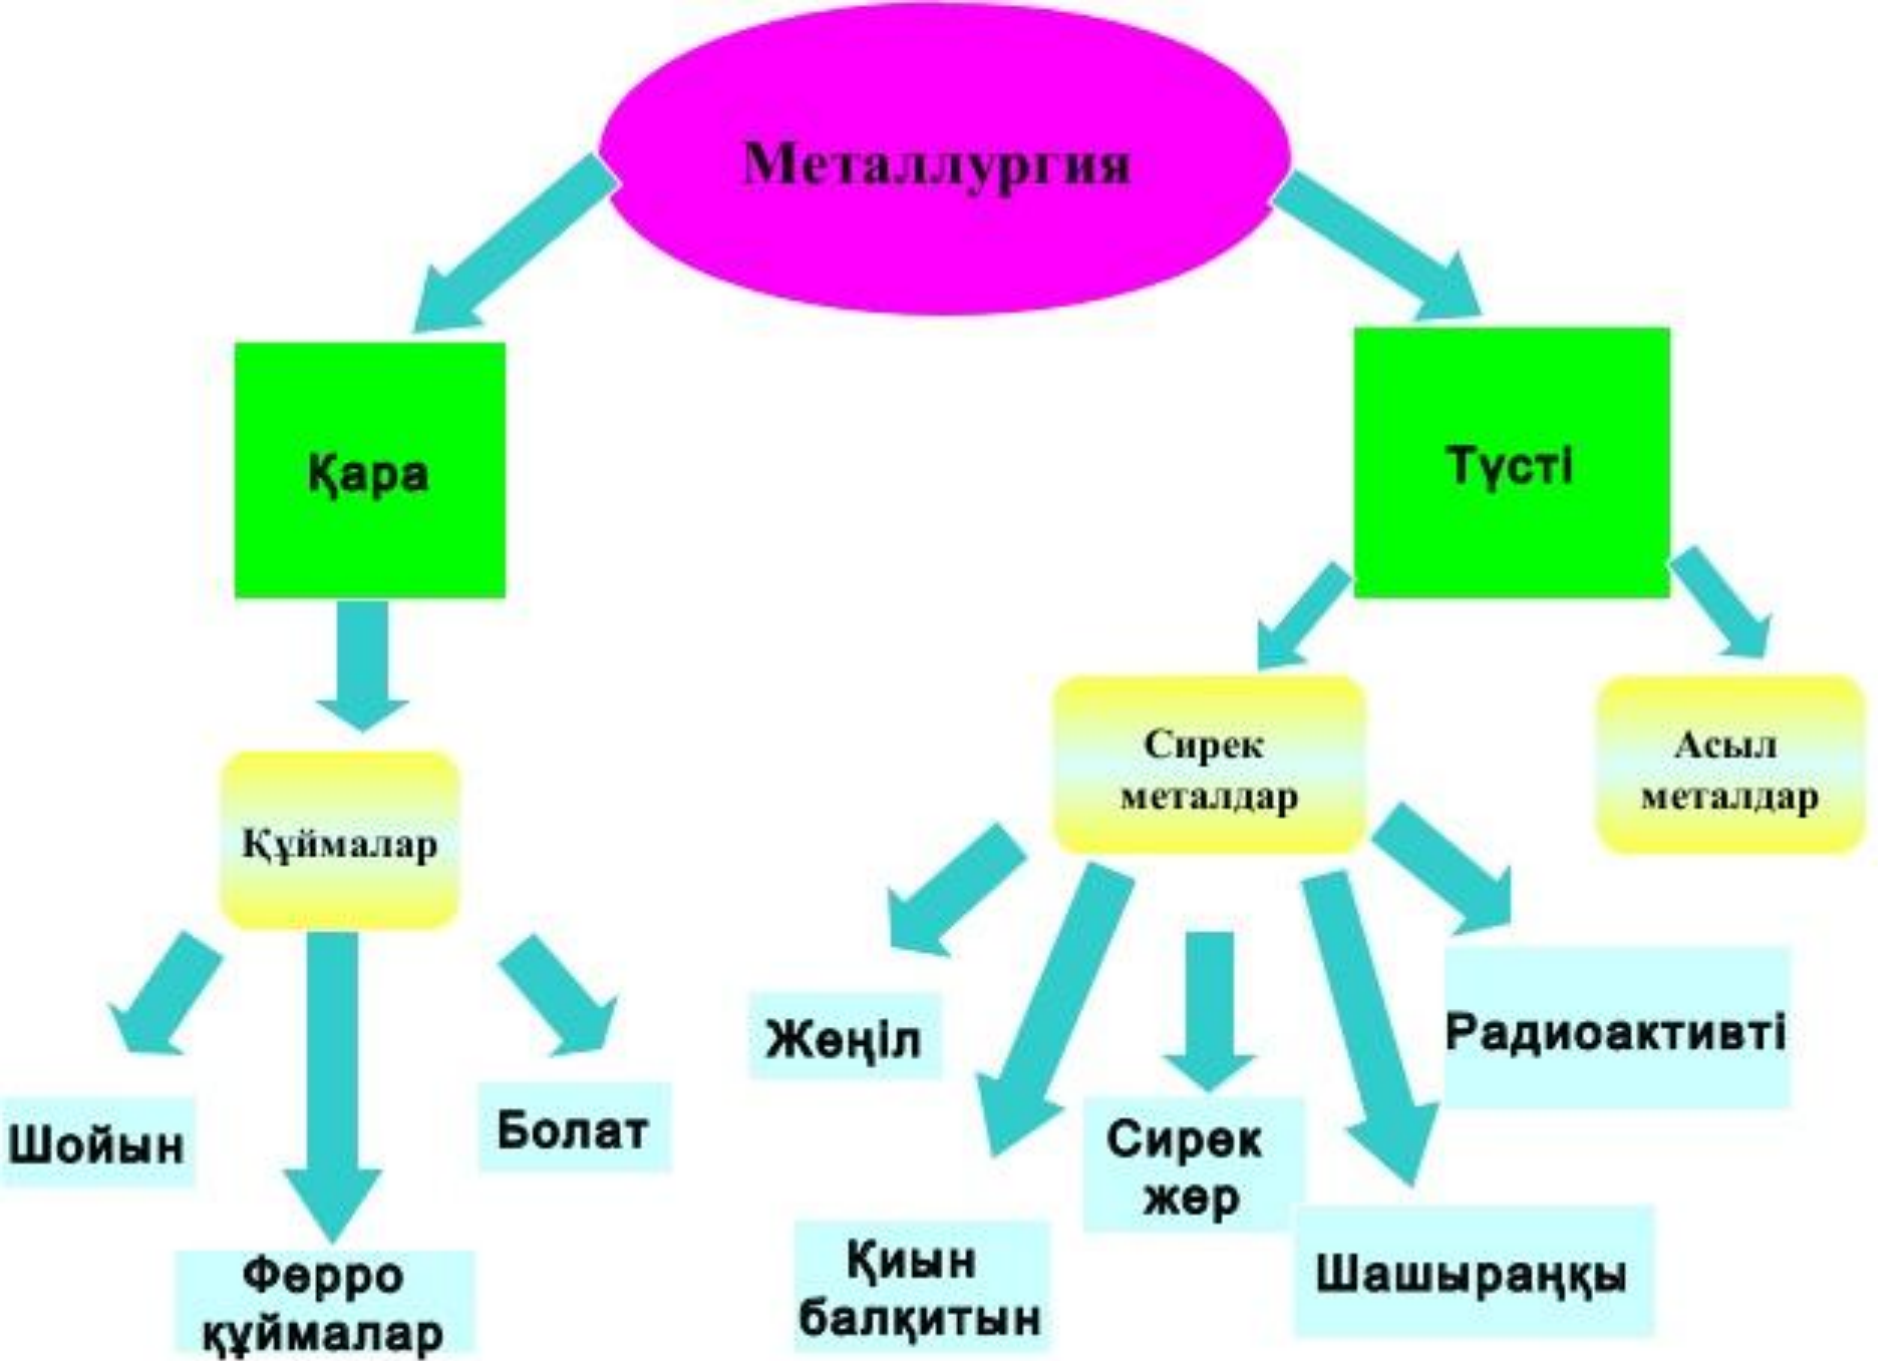 Металлургия
Қара
Түсті
Құймалар
Сирек
металдар
Асыл
металдар
Шойын
Ферро
құймалар
Болат
Жеңіл
Қиын
балқитын
Сирек
жер
Шашыраңқы
Радиоактивті